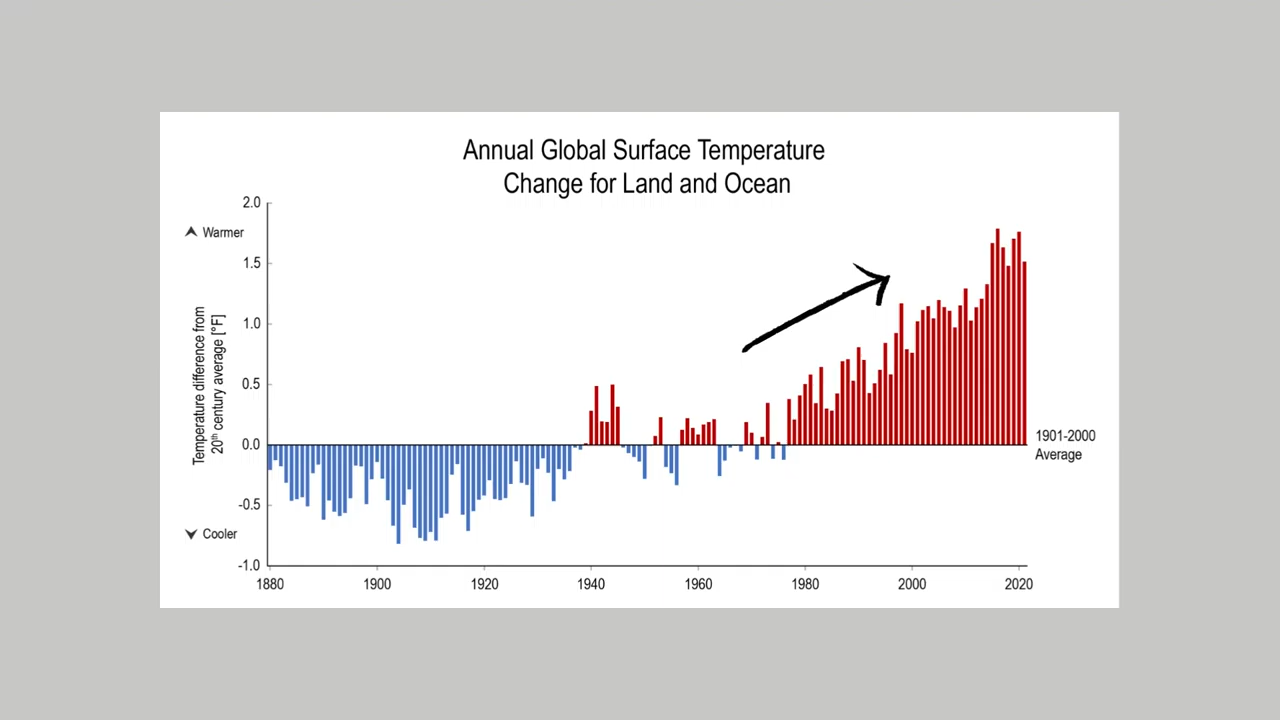 Annual Global Surface Temperature
Change for Land and Ocean
2.0
Warmer
1.5
1.0
0.5
0.0
-0.5
Cooler
-1.0
Temperature difference from
20th century average [°F]
1901-2000
Average
1880 1900 1920 1940 1960 1980 2000 2020